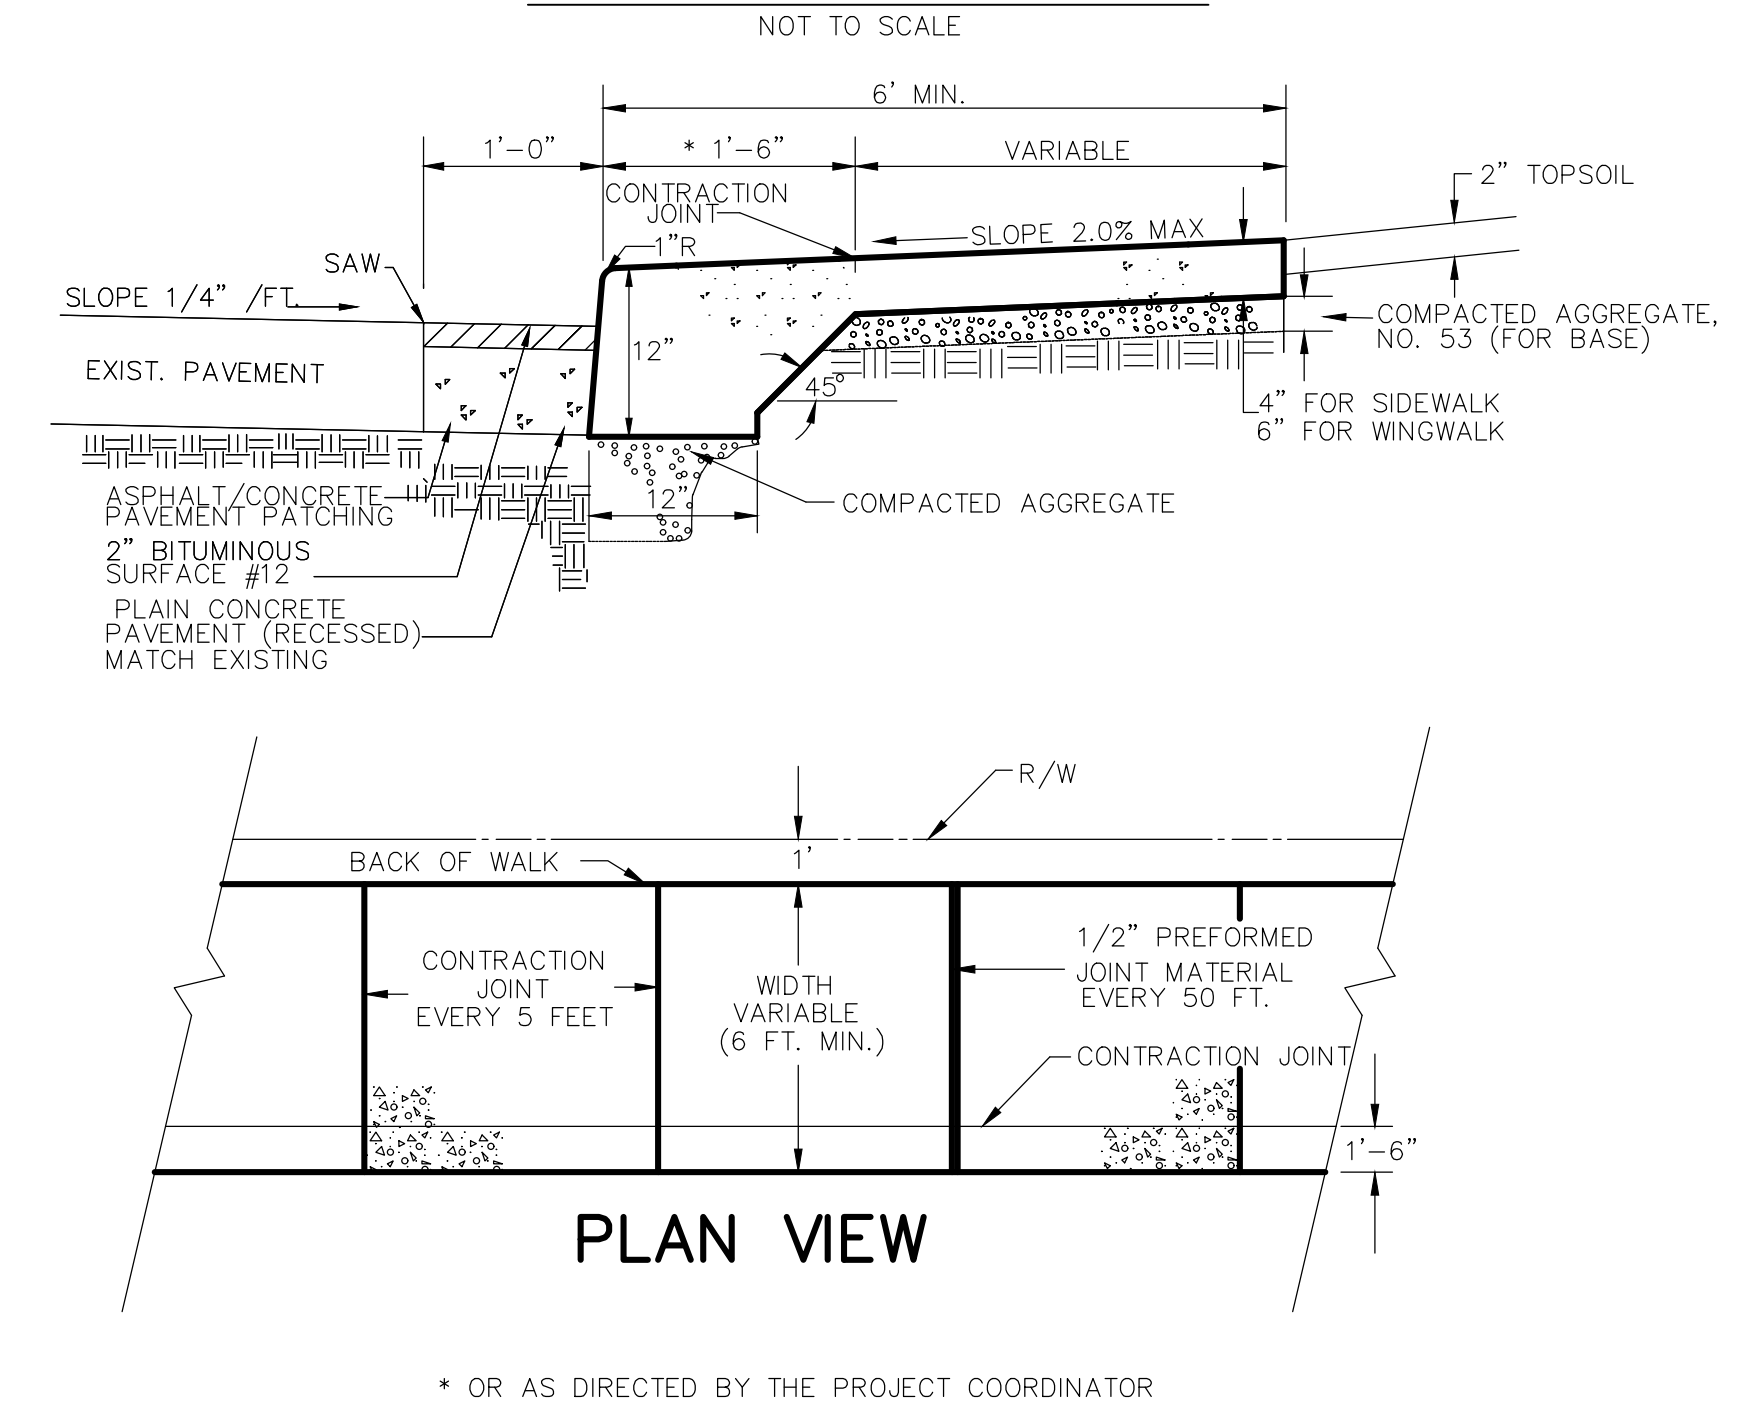 NOT TO SCALE
6' MIN.
1'-0"
* 1'-6"
VARIABLE
2" TOPSOIL
CONTRACTION
JOINT
SLOPE 2.0% MAX
1"R
SAW
SLOPE 1/4" /FT.
COMPACTED AGGREGATE,
NO. 53 (FOR BASE)
12"
EXIST. PAVEMENT
45°
4" FOR SIDEWALK
6" FOR WINGWALK
ASPHALT/CONCRETE
PAVEMENT PATCHING
12"
COMPACTED AGGREGATE
2" BITUMINOUS
SURFACE #12
PLAIN CONCRETE
PAVEMENT (RECESSED)
MATCH EXISTING
R/W
BACK OF WALK
1'
CONTRACTION
JOINT
EVERY 5 FEET
WIDTH
VARIABLE
(6 FT. MIN.)
1/2" PREFORMED
JOINT MATERIAL
EVERY 50 FT.
CONTRACTION JOINT
1'-6"
PLAN VIEW
* OR AS DIRECTED BY THE PROJECT COORDINATOR